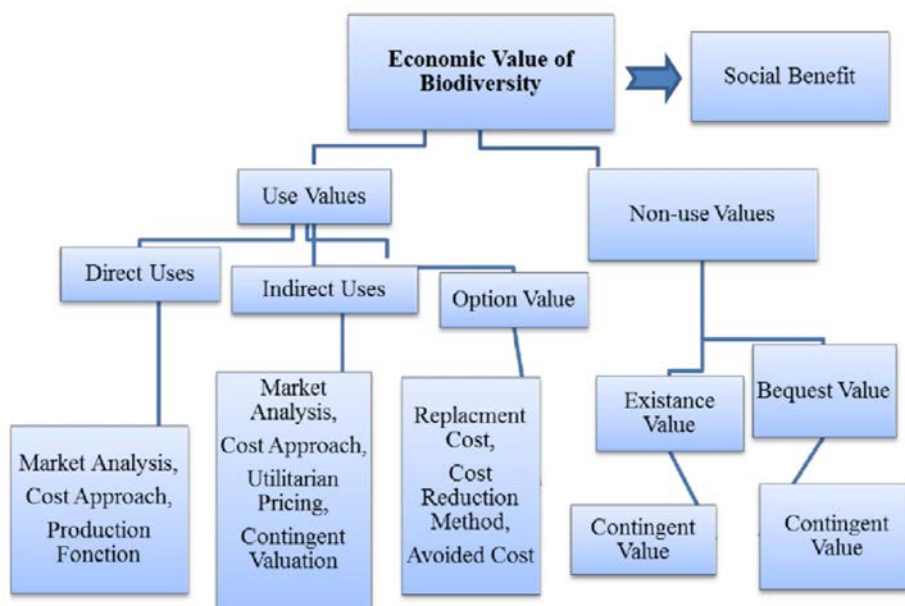 Economic Value of
Biodiversity
Social Benefit
Use Values
Non-use Values
Direct Uses
Indirect Uses
Option Value
Existance
Value
Bequest Value
Market Analysis,
Cost Approach,
Production
Fonction
Market
Analysis,
Cost Approach,
Utilitarian
Pricing,
Contingent
Valuation
Replacment
Cost,
Cost
Reduction
Method,
Avoided Cost
Contingent
Value
Contingent
Value